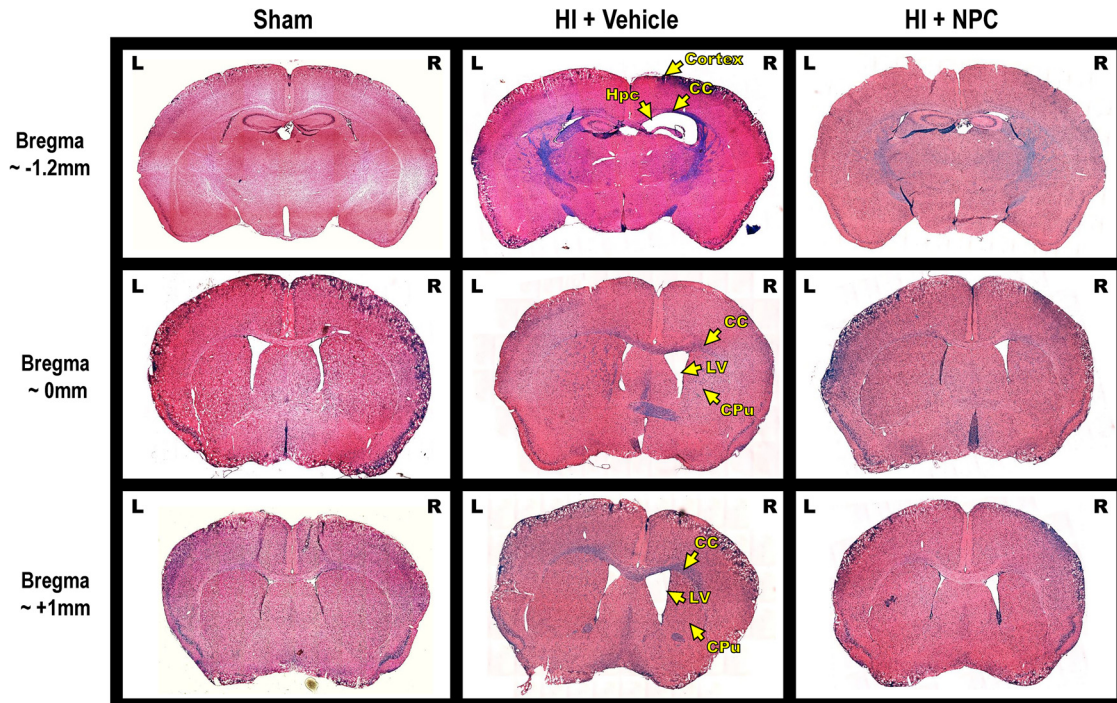 Sham HI + Vehicle HI + NPC
Bregma
~ -1.2mm
L R
L R
Cortex
Hpc
CC
L R
Bregma
~ 0mm
L R
L R
CC
LV
CPu
L R
Bregma
~ +1mm
L R
L R
CC
LV
CPu
L R